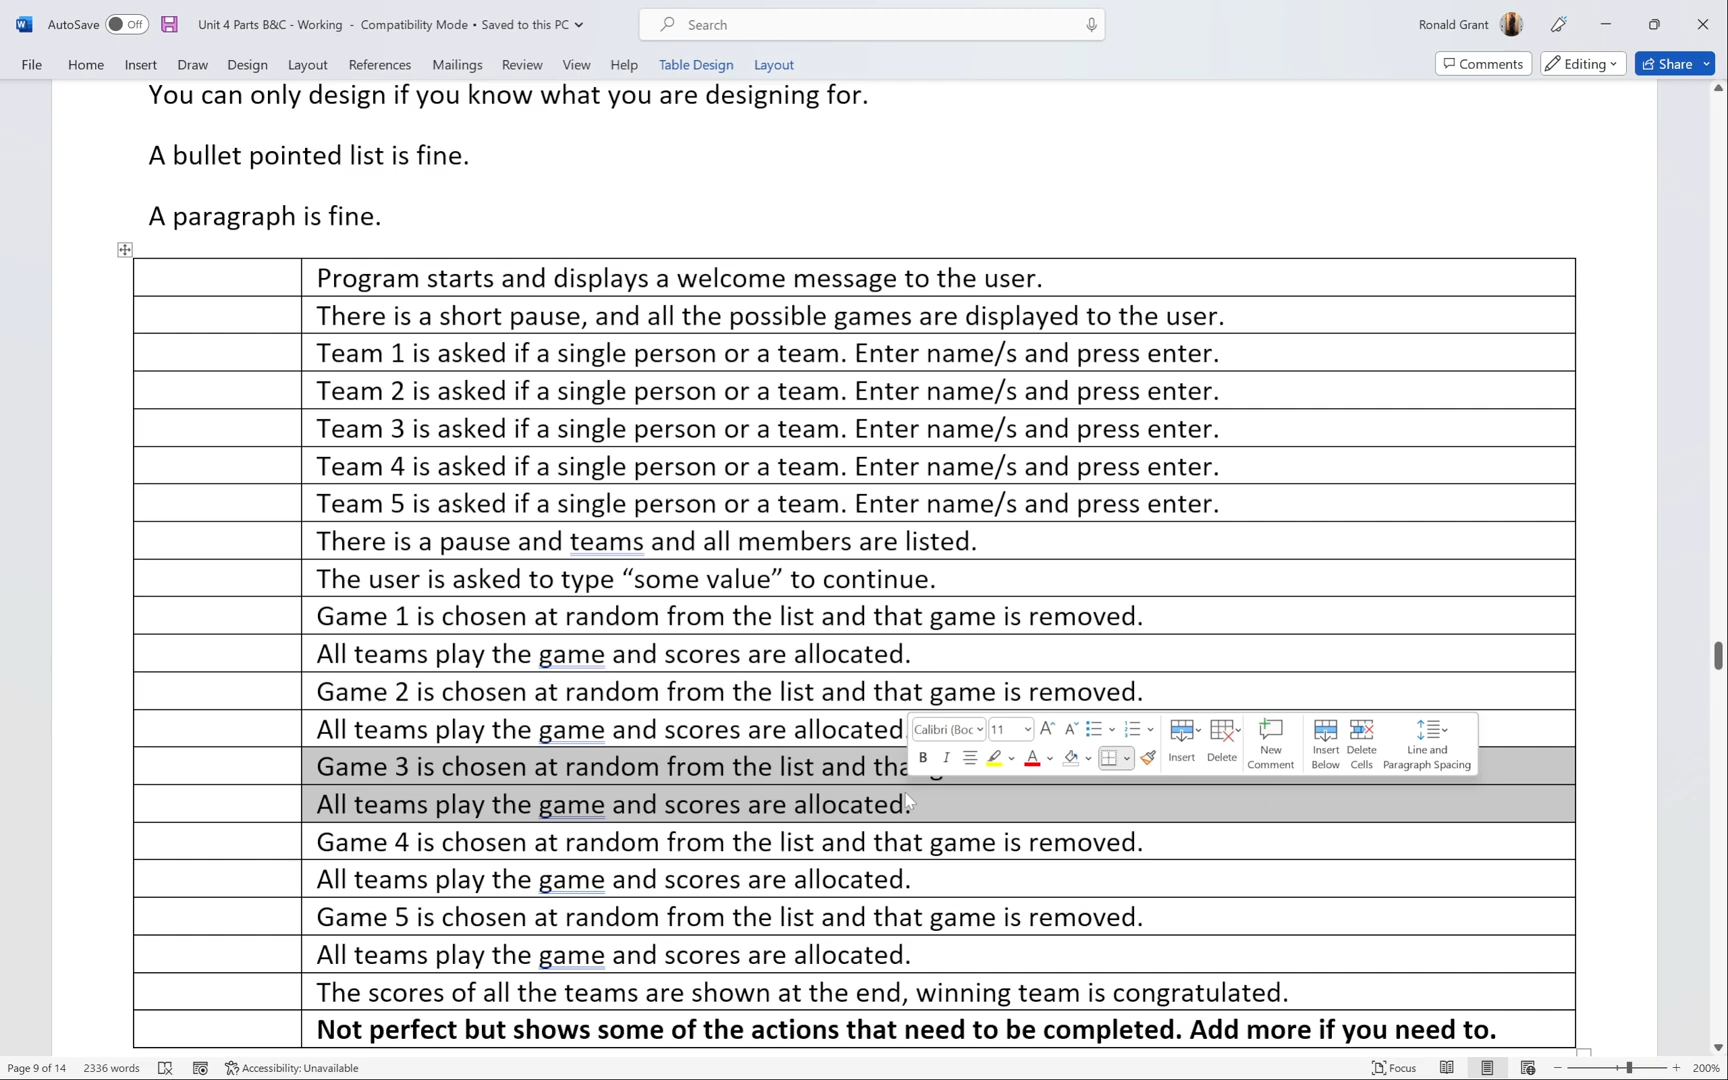 AutoSave Off Unit 4 Parts B&C - Working - Compatibility Mode • Saved to this PC Search Ronald Grant
File Home Insert Draw Design Layout References Mailings Review View Help Table Design Layout Comments Editing Share
You can only design if you know what you are designing for.
A bullet pointed list is fine.
A paragraph is fine.
Program starts and displays a welcome message to the user.
There is a short pause, and all the possible games are displayed to the user.
Team 1 is asked if a single person or a team. Enter name/s and press enter.
Team 2 is asked if a single person or a team. Enter name/s and press enter.
Team 3 is asked if a single person or a team. Enter name/s and press enter.
Team 4 is asked if a single person or a team. Enter name/s and press enter.
Team 5 is asked if a single person or a team. Enter name/s and press enter.
There is a pause and teams and all members are listed.
The user is asked to type “some value” to continue.
Game 1 is chosen at random from the list and that game is removed.
All teams play the game and scores are allocated.
Game 2 is chosen at random from the list and that game is removed.
All teams play the game and scores are allocated.
Calibri (Boc 11
B I A Insert Delete New Comment Insert Below Delete Cells Line and Paragraph Spacing
Game 3 is chosen at random from the list and
All teams play the game and scores are allocated.
Game 4 is chosen at random from the list and that game is removed.
All teams play the game and scores are allocated.
Game 5 is chosen at random from the list and that game is removed.
All teams play the game and scores are allocated.
The scores of all the teams are shown at the end, winning team is congratulated.
Not perfect but shows some of the actions that need to be completed. Add more if you need to.
Page 9 of 14 2336 words Accessibility: Unavailable Focus 200%